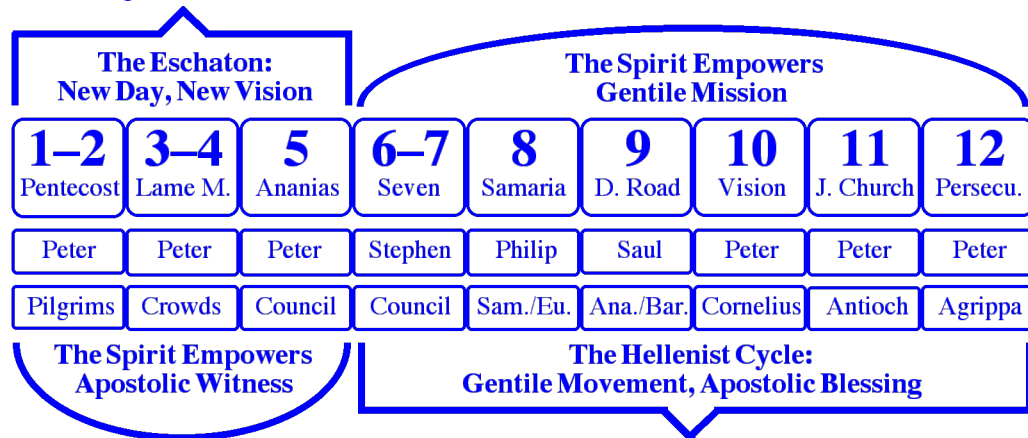 The Eschaton:
New Day, New Vision
The Spirit Empowers
Gentile Mission
1–2 3–4 5 6–7 8 9 10 11 12
Pentecost Lame M. Ananias Seven Samaria D. Road Vision J. Church Persecu.
Peter Peter Peter Stephen Philip Saul Peter Peter Peter
Pilgrims Crowds Council Council Sam./Eu. Ana./Bar. Cornelius Antioch Agrippa
The Spirit Empowers
Apostolic Witness
The Hellenist Cycle:
Gentile Movement, Apostolic Blessing